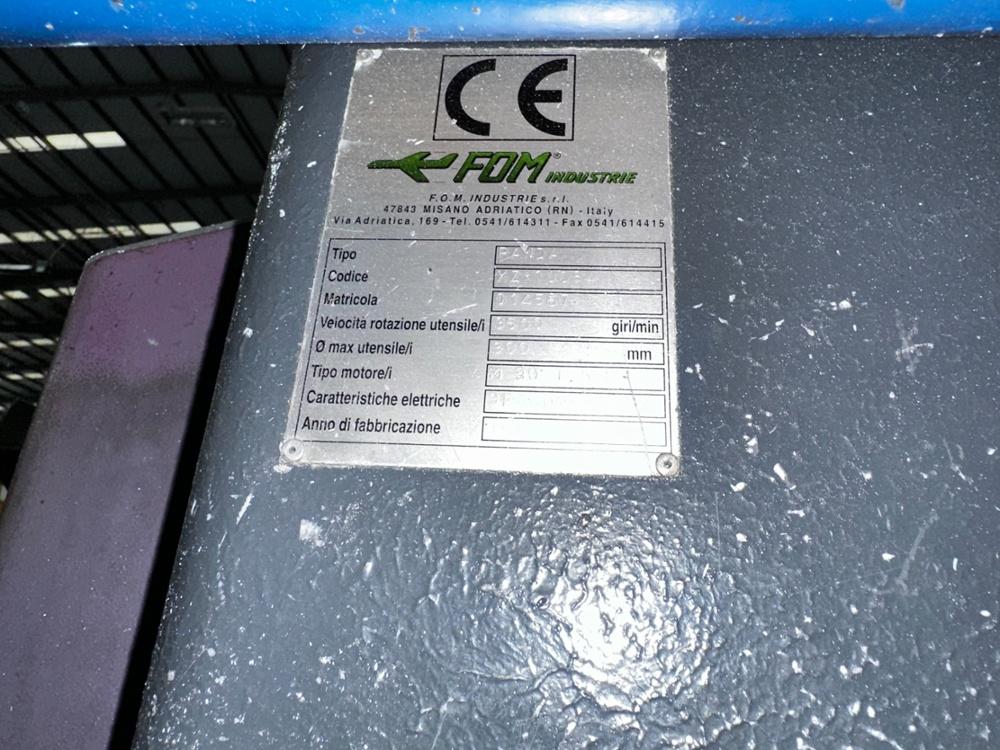 CE
FOM® INDUSTRIE
F.O.M. INDUSTRIE s.r.l.
47843 MISANO ADRIATICO (RN) - Italy
Via Adriatica, 169 - Tel. 0541/614311 - Fax 0541/614415
Tipo
Codice
Matricola
Velocità rotazione utensile/i giri/min
Ø max utensile/i mm
Tipo motore/i
Caratteristiche elettriche
Anno di fabbricazione